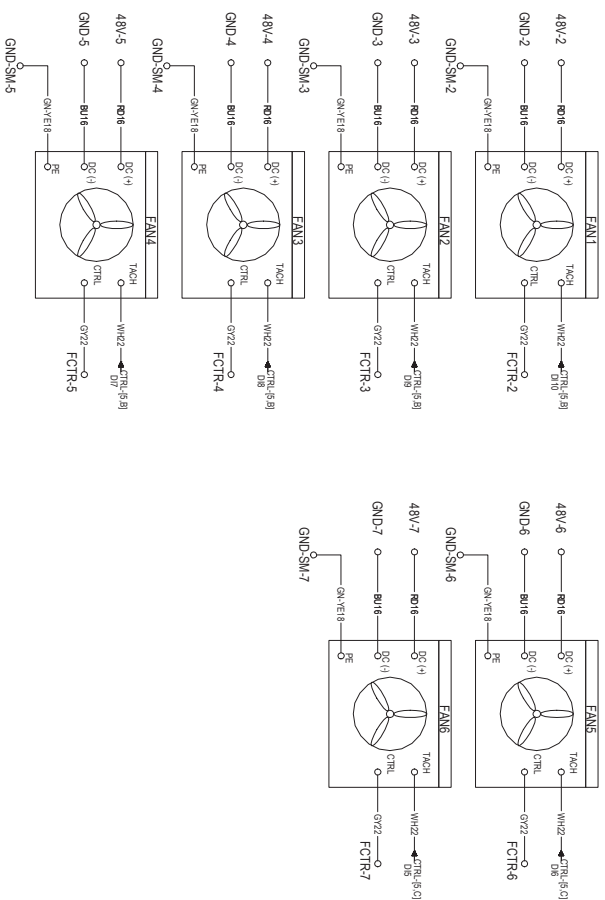 48V-2
GND-2
GND-SM-2
RD16
BU16
GN-YE18
FAN1
DC (+)
DC (-)
PE
TACH
CTRL
WH22
GY22
CTRL-[5,B]
DI10
FCTR-2
48V-3
GND-3
GND-SM-3
RD16
BU16
GN-YE18
FAN2
DC (+)
DC (-)
PE
TACH
CTRL
WH22
GY22
CTRL-[5,B]
DI9
FCTR-3
48V-4
GND-4
GND-SM-4
RD16
BU16
GN-YE18
FAN3
DC (+)
DC (-)
PE
TACH
CTRL
WH22
GY22
CTRL-[5,B]
DI8
FCTR-4
48V-5
GND-5
GND-SM-5
RD16
BU16
GN-YE18
FAN4
DC (+)
DC (-)
PE
TACH
CTRL
WH22
GY22
CTRL-[5,B]
DI7
FCTR-5
48V-6
GND-6
GND-SM-6
RD16
BU16
GN-YE18
FAN5
DC (+)
DC (-)
PE
TACH
CTRL
WH22
GY22
CTRL-[5,C]
DI6
FCTR-6
48V-7
GND-7
GND-SM-7
RD16
BU16
GN-YE18
FAN6
DC (+)
DC (-)
PE
TACH
CTRL
WH22
GY22
CTRL-[5,C]
DI5
FCTR-7